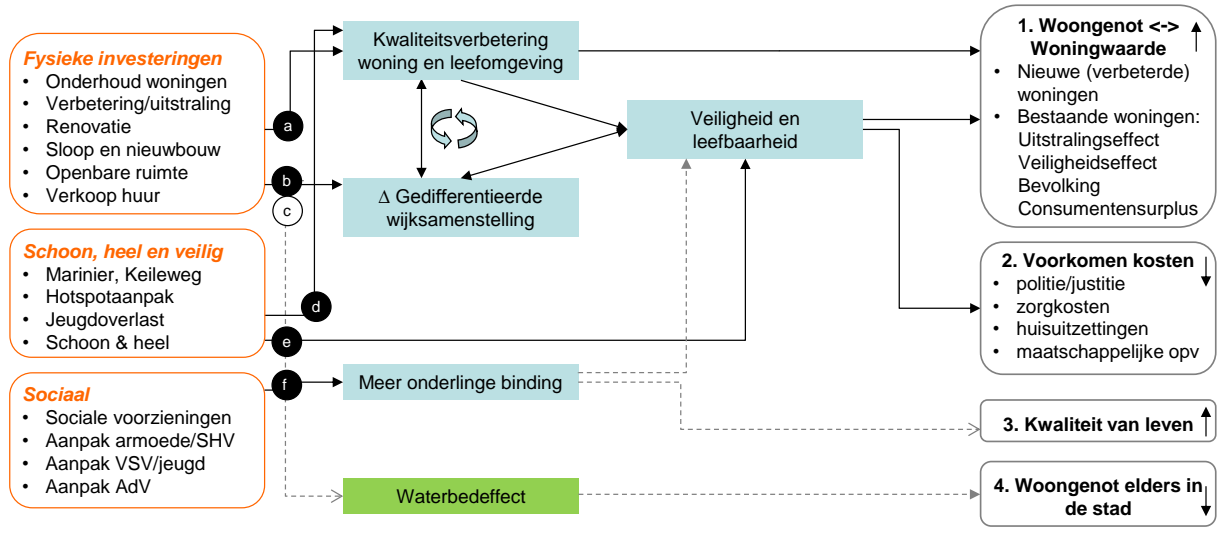 Fysieke investeringen
• Onderhoud woningen
• Verbetering/uitstraling
• Renovatie
• Sloop en nieuwbouw
• Openbare ruimte
• Verkoop huur
Schoon, heel en veilig
• Marinier, Keileweg
• Hotspotaanpak
• Jeugdoverlast
• Schoon & heel
Sociaal
• Sociale voorzieningen
• Aanpak armoede/SHV
• Aanpak VSV/jeugd
• Aanpak AdV
a
b
c
d
e
f
Kwaliteitsverbetering
woning en leefomgeving
Δ Gedifferentieerde
wijksamenstelling
Meer onderlinge binding
Waterbedeffect
Veiligheid en
leefbaarheid
1. Woongenot <->
Woningwaarde
• Nieuwe (verbeterde)
woningen
• Bestaande woningen:
Uitstralingseffect
Veiligheidseffect
Bevolking
Consumentensurplus
2. Voorkomen kosten
• politie/justitie
• zorgkosten
• huisuitzettingen
• maatschappelijke opv
3. Kwaliteit van leven
4. Woongenot elders in
de stad